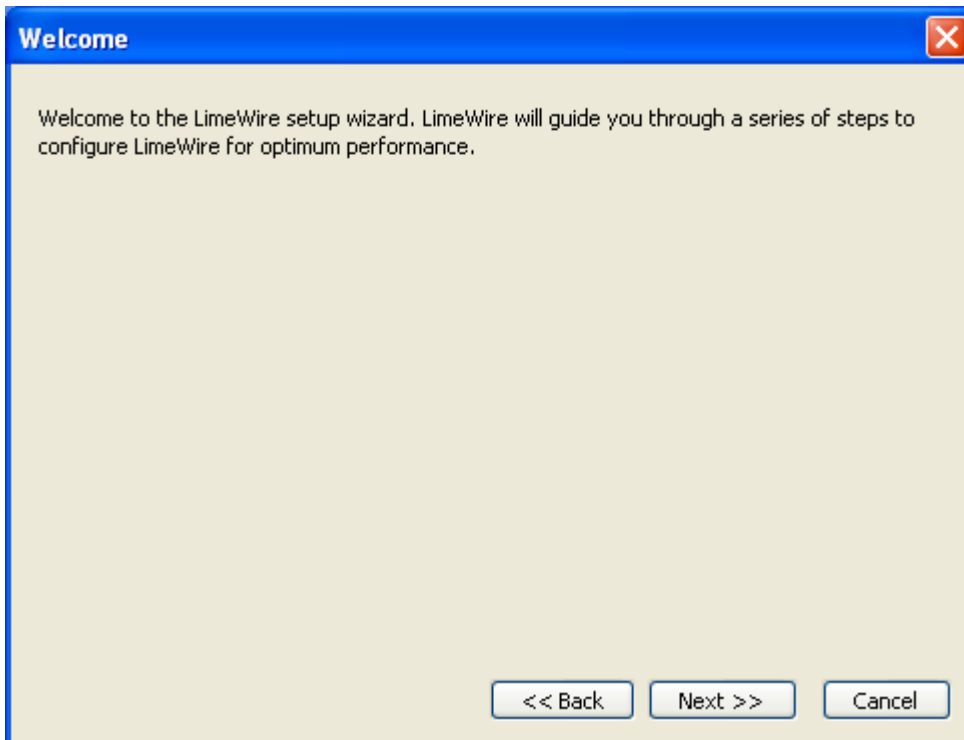 Welcome
Welcome to the LimeWire setup wizard. LimeWire will guide you through a series of steps to
configure LimeWire for optimum performance.
<< Back Next >> Cancel